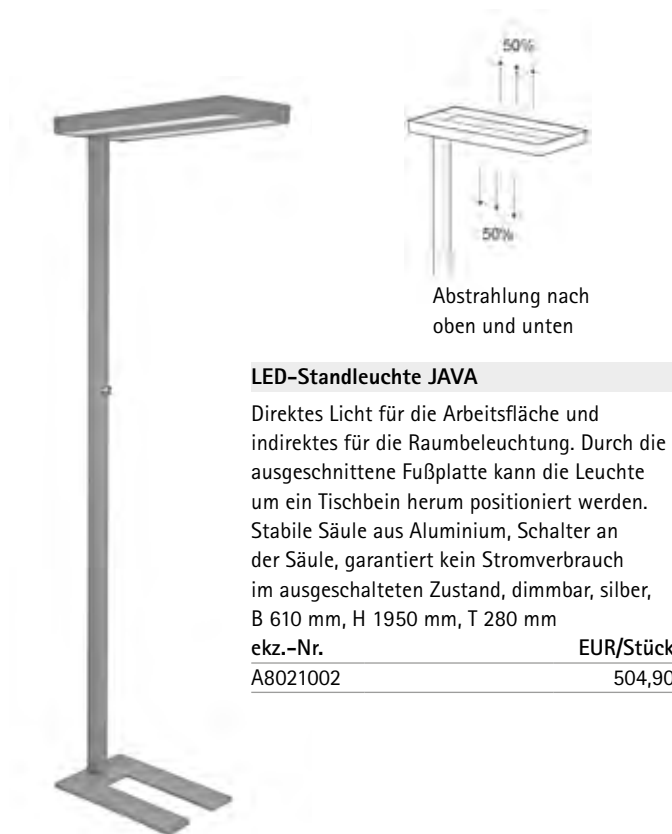 50%
50%
Abstrahlung nach
oben und unten
LED-Standleuchte JAVA
Direktes Licht für die Arbeitsfläche und
indirektes für die Raumbeleuchtung. Durch die
ausgeschnittene Fußplatte kann die Leuchte
um ein Tischbein herum positioniert werden.
Stabile Säule aus Aluminium, Schalter an
der Säule, garantiert kein Stromverbrauch
im ausgeschalteten Zustand, dimmbar, silber,
B 610 mm, H 1950 mm, T 280 mm
ekz.-Nr. EUR/Stück
A8021002 504,90